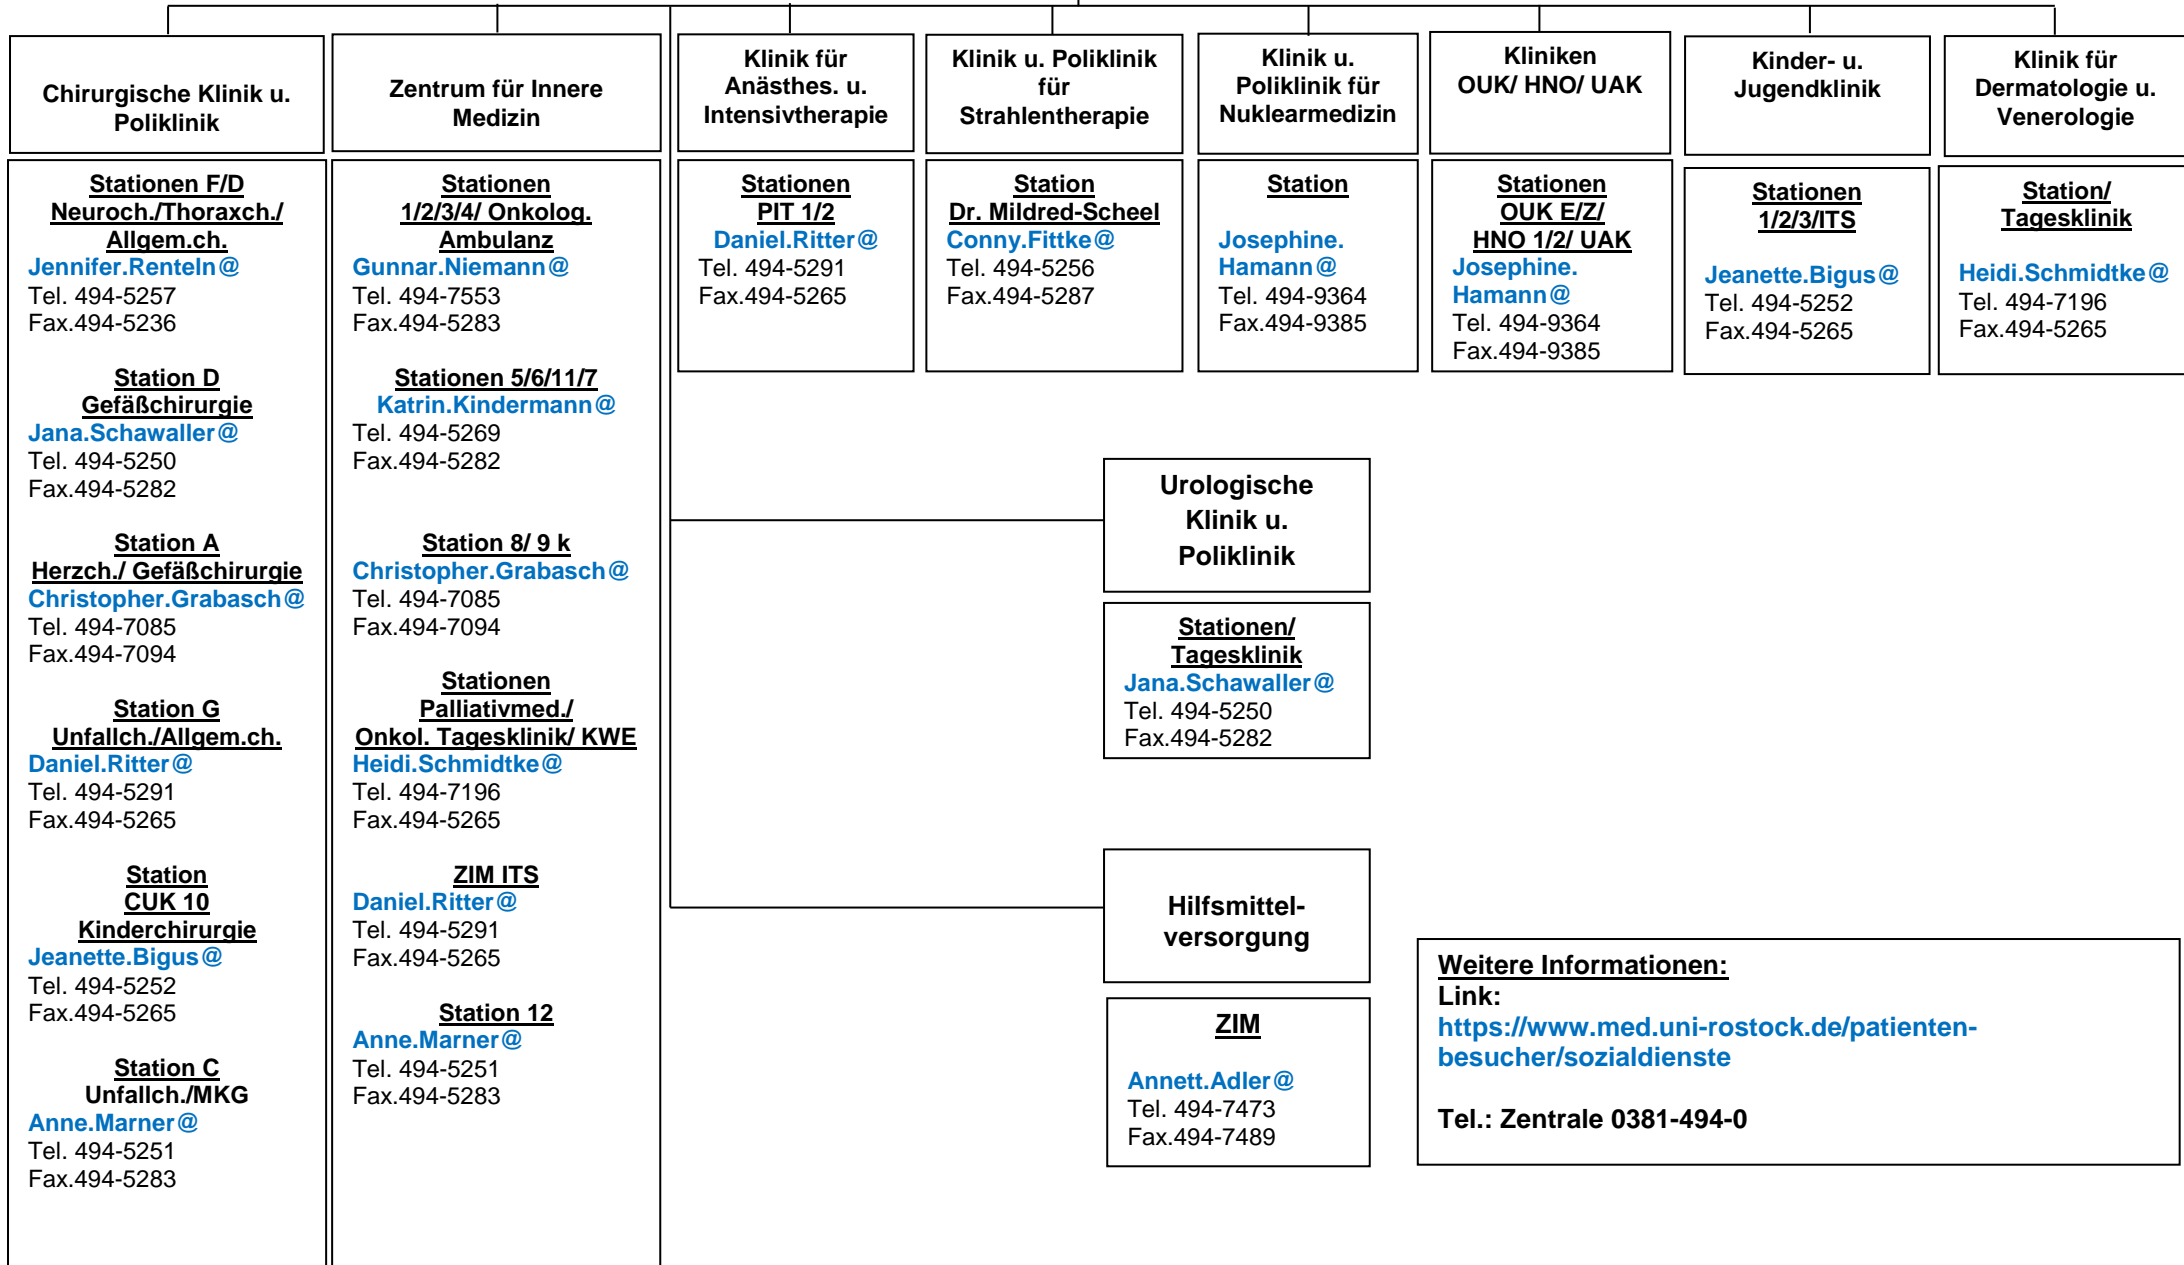 Chirurgische Klinik u.
Poliklinik
Stationen F/D
Neuroch./Thoraxch./
Allgem.ch.
Jennifer.Renteln@
Tel. 494-5257
Fax.494-5236
Station D
Gefäßchirurgie
Jana.Schawaller@
Tel. 494-5250
Fax.494-5282
Station A
Herzch./ Gefäßchirurgie
Christopher.Grabasch@
Tel. 494-7085
Fax.494-7094
Station G
Unfallch./Allgem.ch.
Daniel.Ritter@
Tel. 494-5291
Fax.494-5265
Station
CUK 10
Kinderchirurgie
Jeanette.Bigus@
Tel. 494-5252
Fax.494-5265
Station C
Unfallch./MKG
Anne.Marner@
Tel. 494-5251
Fax.494-5283
Zentrum für Innere
Medizin
Stationen
1/2/3/4/ Onkolog.
Ambulanz
Gunnar.Niemann@
Tel. 494-7553
Fax.494-5283
Stationen 5/6/11/7
Katrin.Kindermann@
Tel. 494-5269
Fax.494-5282
Station 8/ 9 k
Christopher.Grabasch@
Tel. 494-7085
Fax.494-7094
Stationen
Palliativmed./
Onkol. Tagesklinik/ KWE
Heidi.Schmidtke@
Tel. 494-7196
Fax.494-5265
ZIM ITS
Daniel.Ritter@
Tel. 494-5291
Fax.494-5265
Station 12
Anne.Marner@
Tel. 494-5251
Fax.494-5283
Klinik für
Anästhes. u.
Intensivtherapie
Stationen
PIT 1/2
Daniel.Ritter@
Tel. 494-5291
Fax.494-5265
Klinik u. Poliklinik
für
Strahlentherapie
Station
Dr. Mildred-Scheel
Conny.Fittke@
Tel. 494-5256
Fax.494-5287
Klinik u.
Poliklinik für
Nuklearmedizin
Station
Josephine.
Hamann@
Tel. 494-9364
Fax.494-9385
Kliniken
OUK/ HNO/ UAK
Stationen
OUK E/Z/
HNO 1/2/ UAK
Josephine.
Hamann@
Tel. 494-9364
Fax.494-9385
Kinder- u.
Jugendklinik
Stationen
1/2/3/ITS
Jeanette.Bigus@
Tel. 494-5252
Fax.494-5265
Klinik für
Dermatologie u.
Venerologie
Station/
Tagesklinik
Heidi.Schmidtke@
Tel. 494-7196
Fax.494-5265
Urologische
Klinik u.
Poliklinik
Stationen/
Tagesklinik
Jana.Schawaller@
Tel. 494-5250
Fax.494-5282
Hilfsmittel-
versorgung
ZIM
Annett.Adler@
Tel. 494-7473
Fax.494-7489
Weitere Informationen:
Link:
https://www.med.uni-rostock.de/patienten-
besucher/sozialdienste
Tel.: Zentrale 0381-494-0